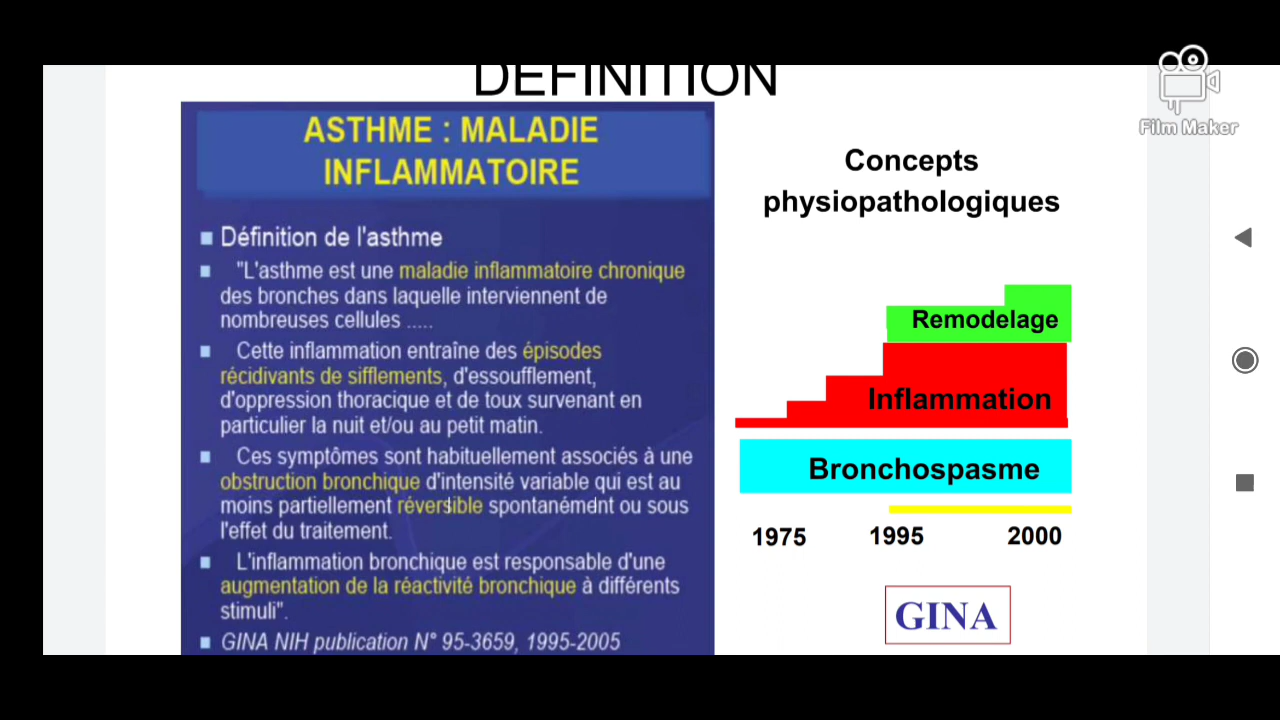 DEFINITION
ASTHME : MALADIE
INFLAMMATOIRE
Définition de l'asthme
"L'asthme est une maladie inflammatoire chronique
des bronches dans laquelle interviennent de
nombreuses cellules .....
Cette inflammation entraîne des épisodes
récidivants de sifflements, d'essoufflement,
d'oppression thoracique et de toux survenant en
particulier la nuit et/ou au petit matin.
Ces symptômes sont habituellement associés à une
obstruction bronchique d'intensité variable qui est au
moins partiellement réversible spontanément ou sous
l'effet du traitement.
L'inflammation bronchique est responsable d'une
augmentation de la réactivité bronchique à différents
stimuli".
GINA NIH publication N° 95-3659, 1995-2005
Concepts
physiopathologiques
Remodelage
Inflammation
Bronchospasme
1975 1995 2000
GINA
Film Maker